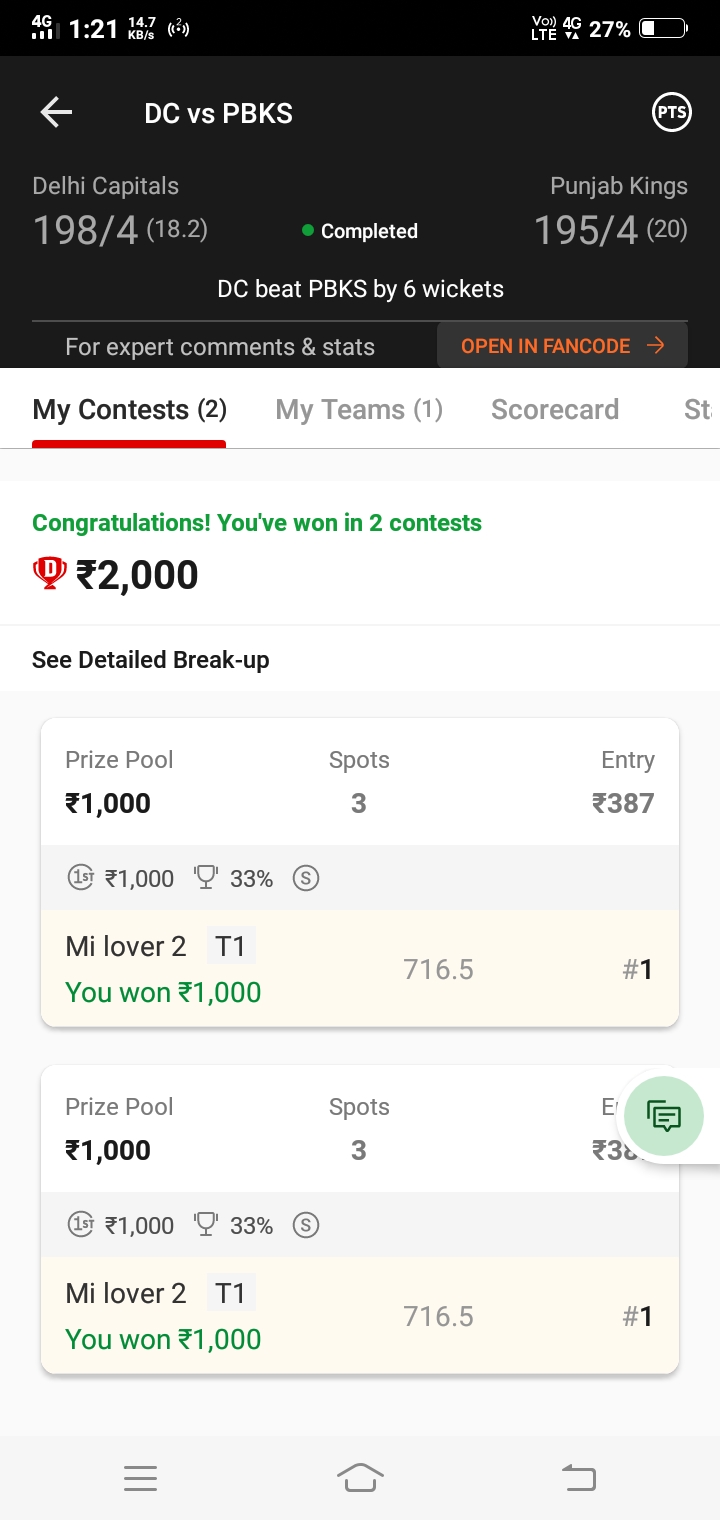 4G 1:21 14.7 KB/s 2 Vo)) LTE 4G 27%
DC vs PBKS PTS
Delhi Capitals Punjab Kings
198/4 (18.2) Completed 195/4 (20)
DC beat PBKS by 6 wickets
For expert comments & stats OPEN IN FANCODE
My Contests (2) My Teams (1) Scorecard
Congratulations! You've won in 2 contests
D ₹2,000
See Detailed Break-up
Prize Pool Spots Entry
₹1,000 3 ₹387
1ST ₹1,000 33% S
Mi lover 2 T1 716.5 #1
You won ₹1,000
Prize Pool Spots
₹1,000 3
1ST ₹1,000 33% S
Mi lover 2 T1 716.5 #1
You won ₹1,000